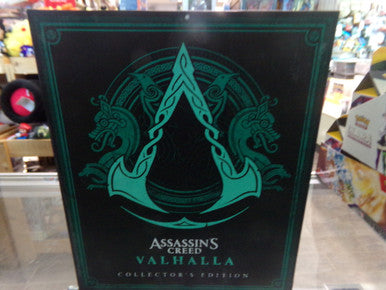 ASSASSIN'S
CREED
VALHALLA
COLLECTOR'S EDITION